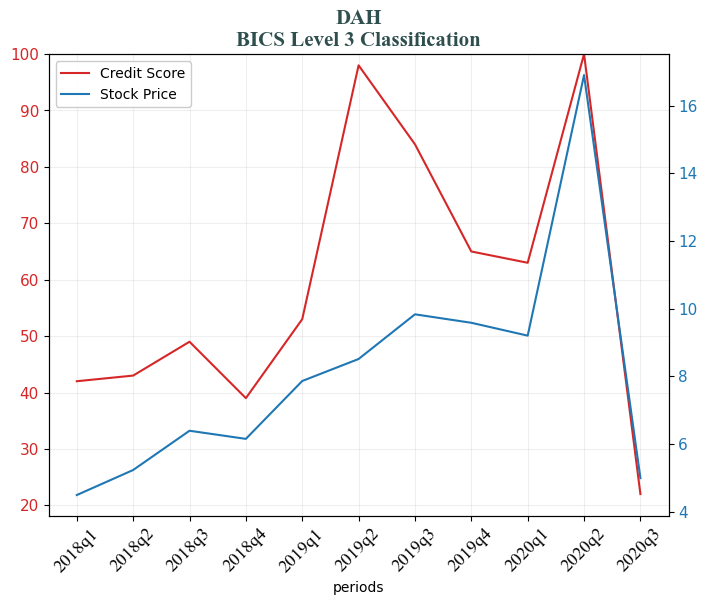 DAH
BICS Level 3 Classification
Credit Score
Stock Price
100
90
80
70
60
50
40
30
20
16
14
12
10
8
6
4
2018q1
2018q2
2018q3
2018q4
2019q1
2019q2
2019q3
2019q4
2020q1
2020q2
2020q3
periods